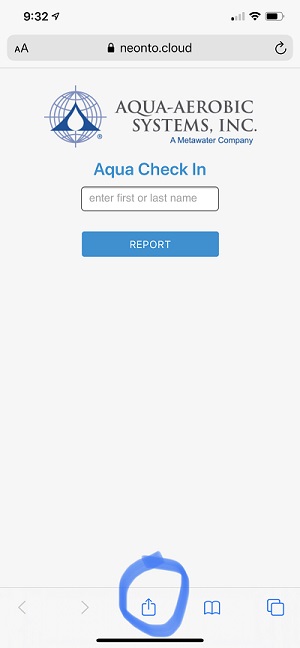 9:32
AA
neonto.cloud
AQUA-AEROBIC
SYSTEMS, INC.
A Metawater Company
®
Aqua Check In
enter first or last name
REPORT